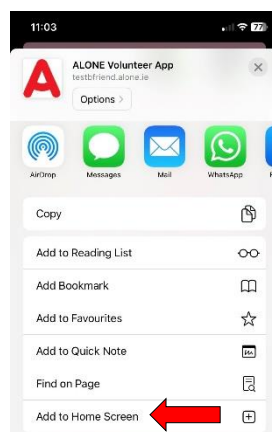 11:03
77
ALONE Volunteer App
testbfriend.alone.ie
Options
AirDrop
Messages
Mail
WhatsApp
Copy
Add to Reading List
Add Bookmark
Add to Favourites
Add to Quick Note
Find on Page
Add to Home Screen